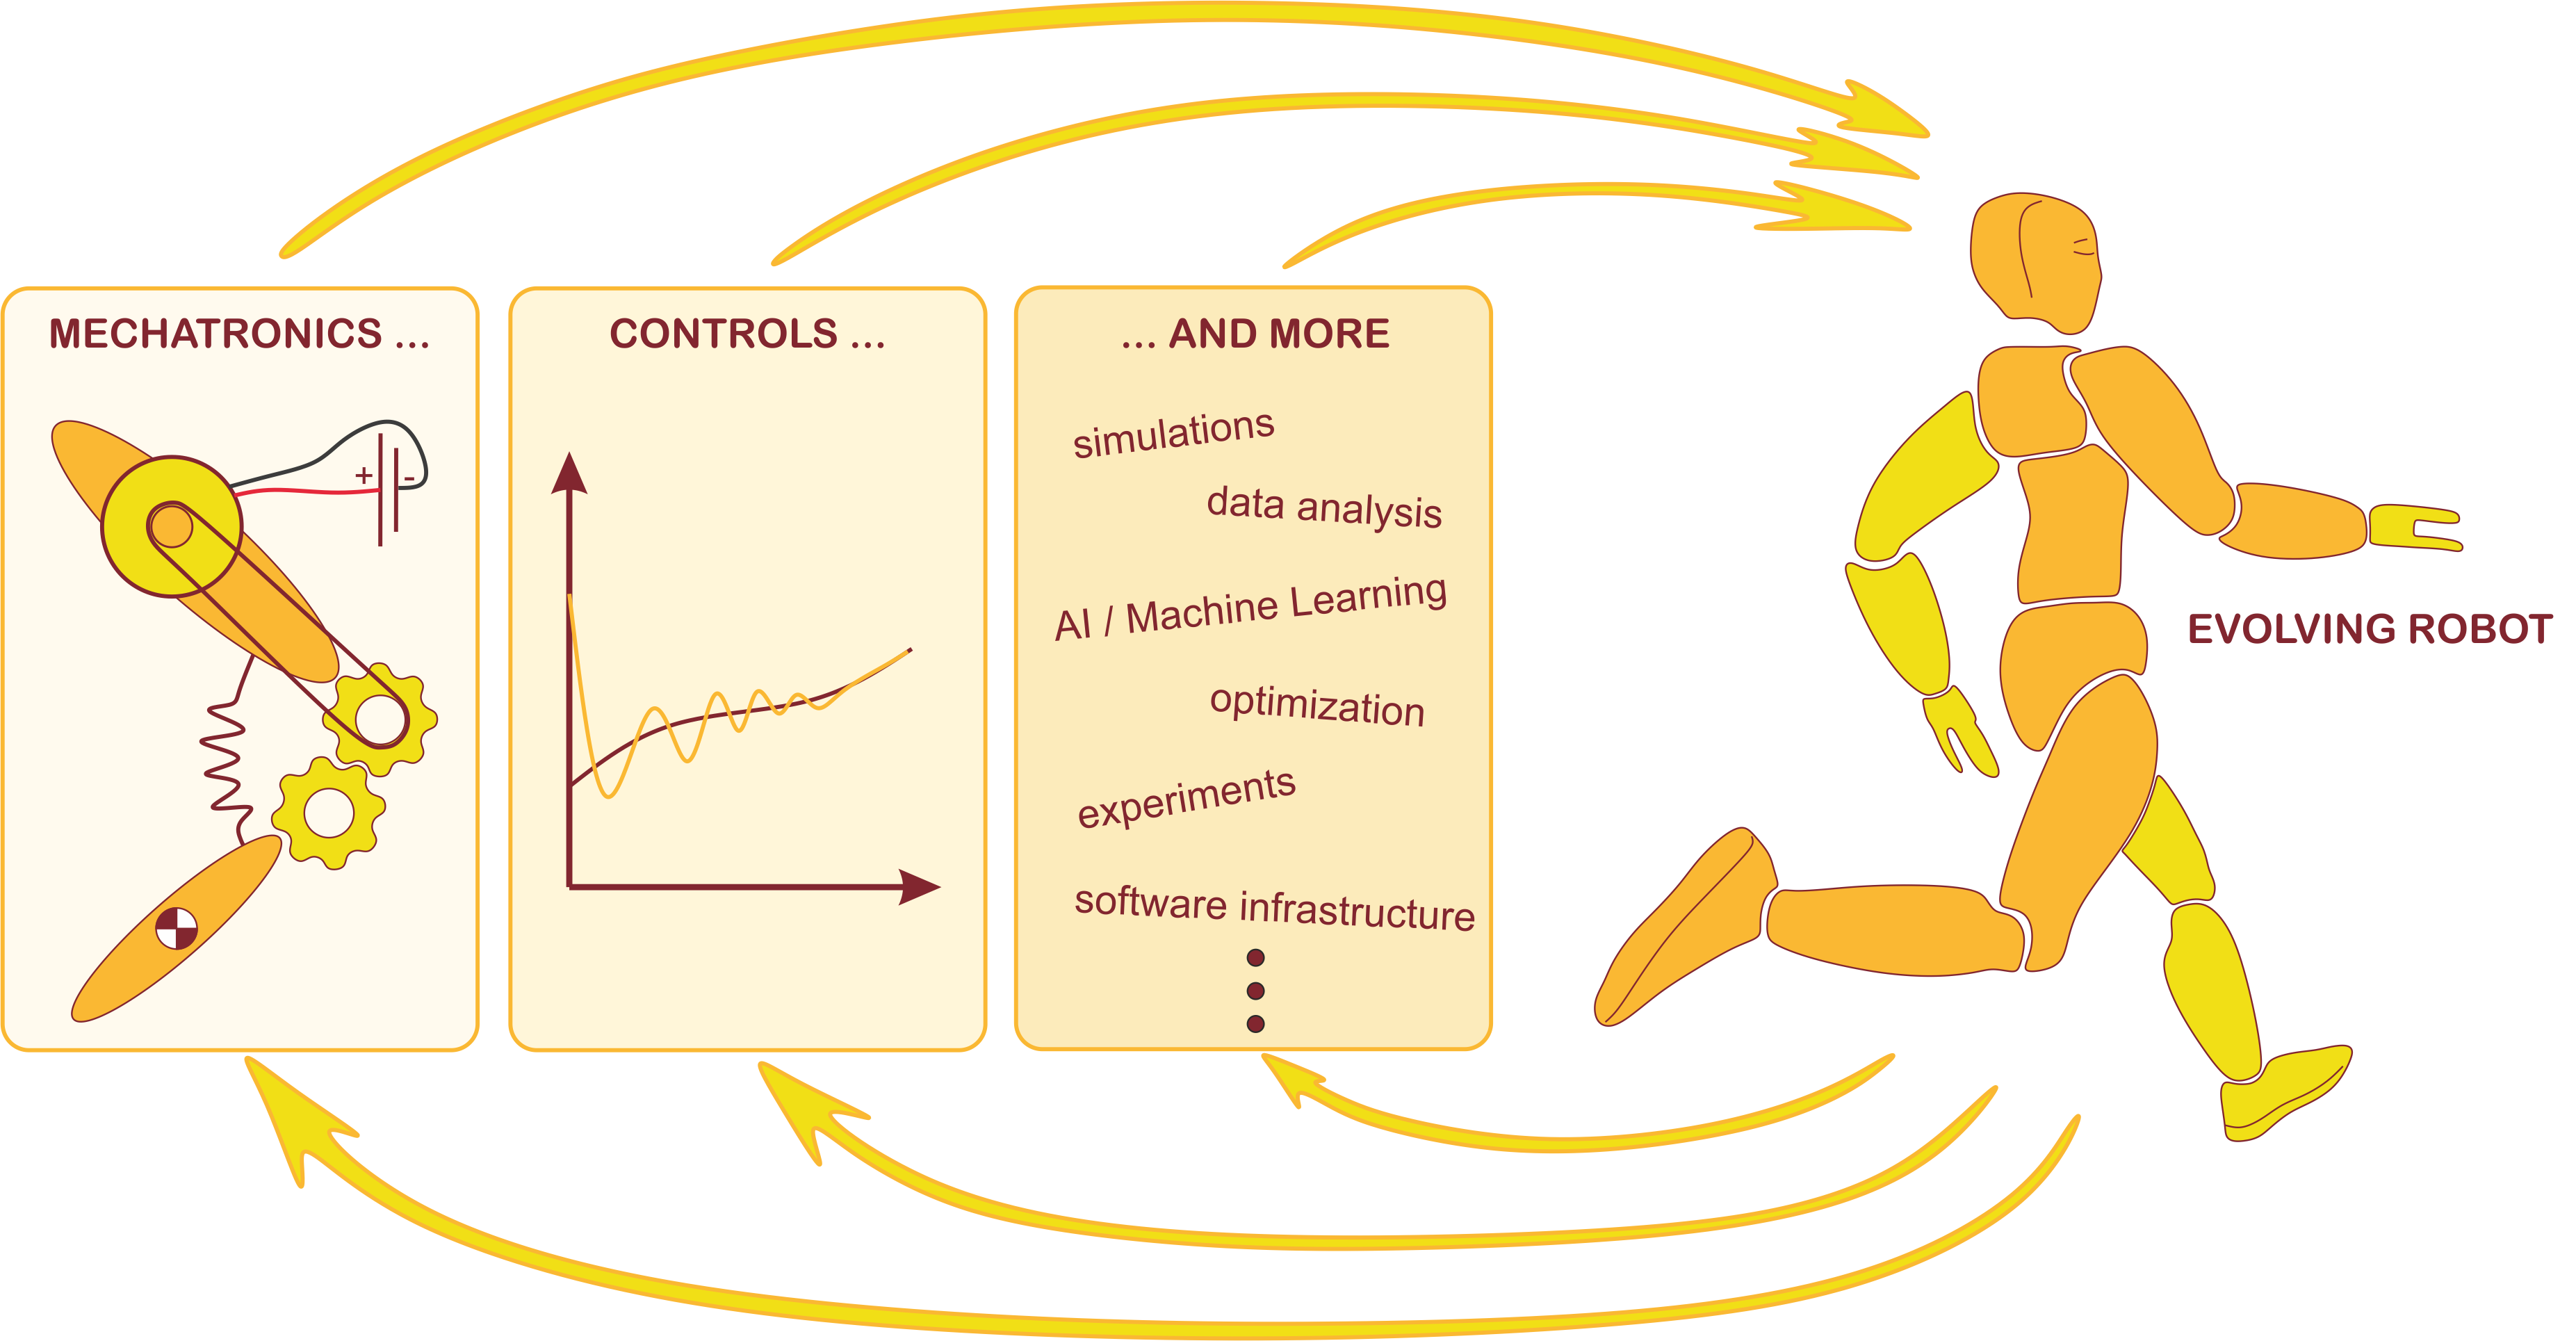 MECHATRONICS ...
CONTROLS ...
... AND MORE
+ -
simulations
data analysis
AI / Machine Learning
optimization
experiments
software infrastructure
EVOLVING ROBOT